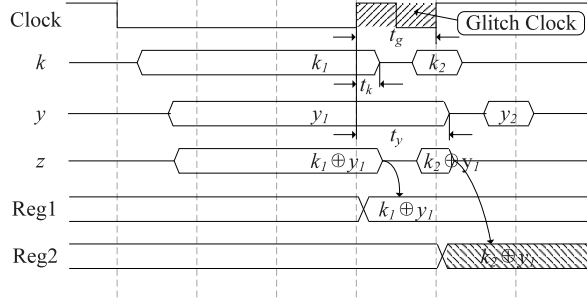 Clock
Glitch Clock
t_g
k k_1 k_2
t_k
y y_1 y_2
t_y
z k_1 ⊕ y_1 k_2 ⊕ y_1
Reg1 k_1 ⊕ y_1
Reg2 k_2 ⊕ y_1